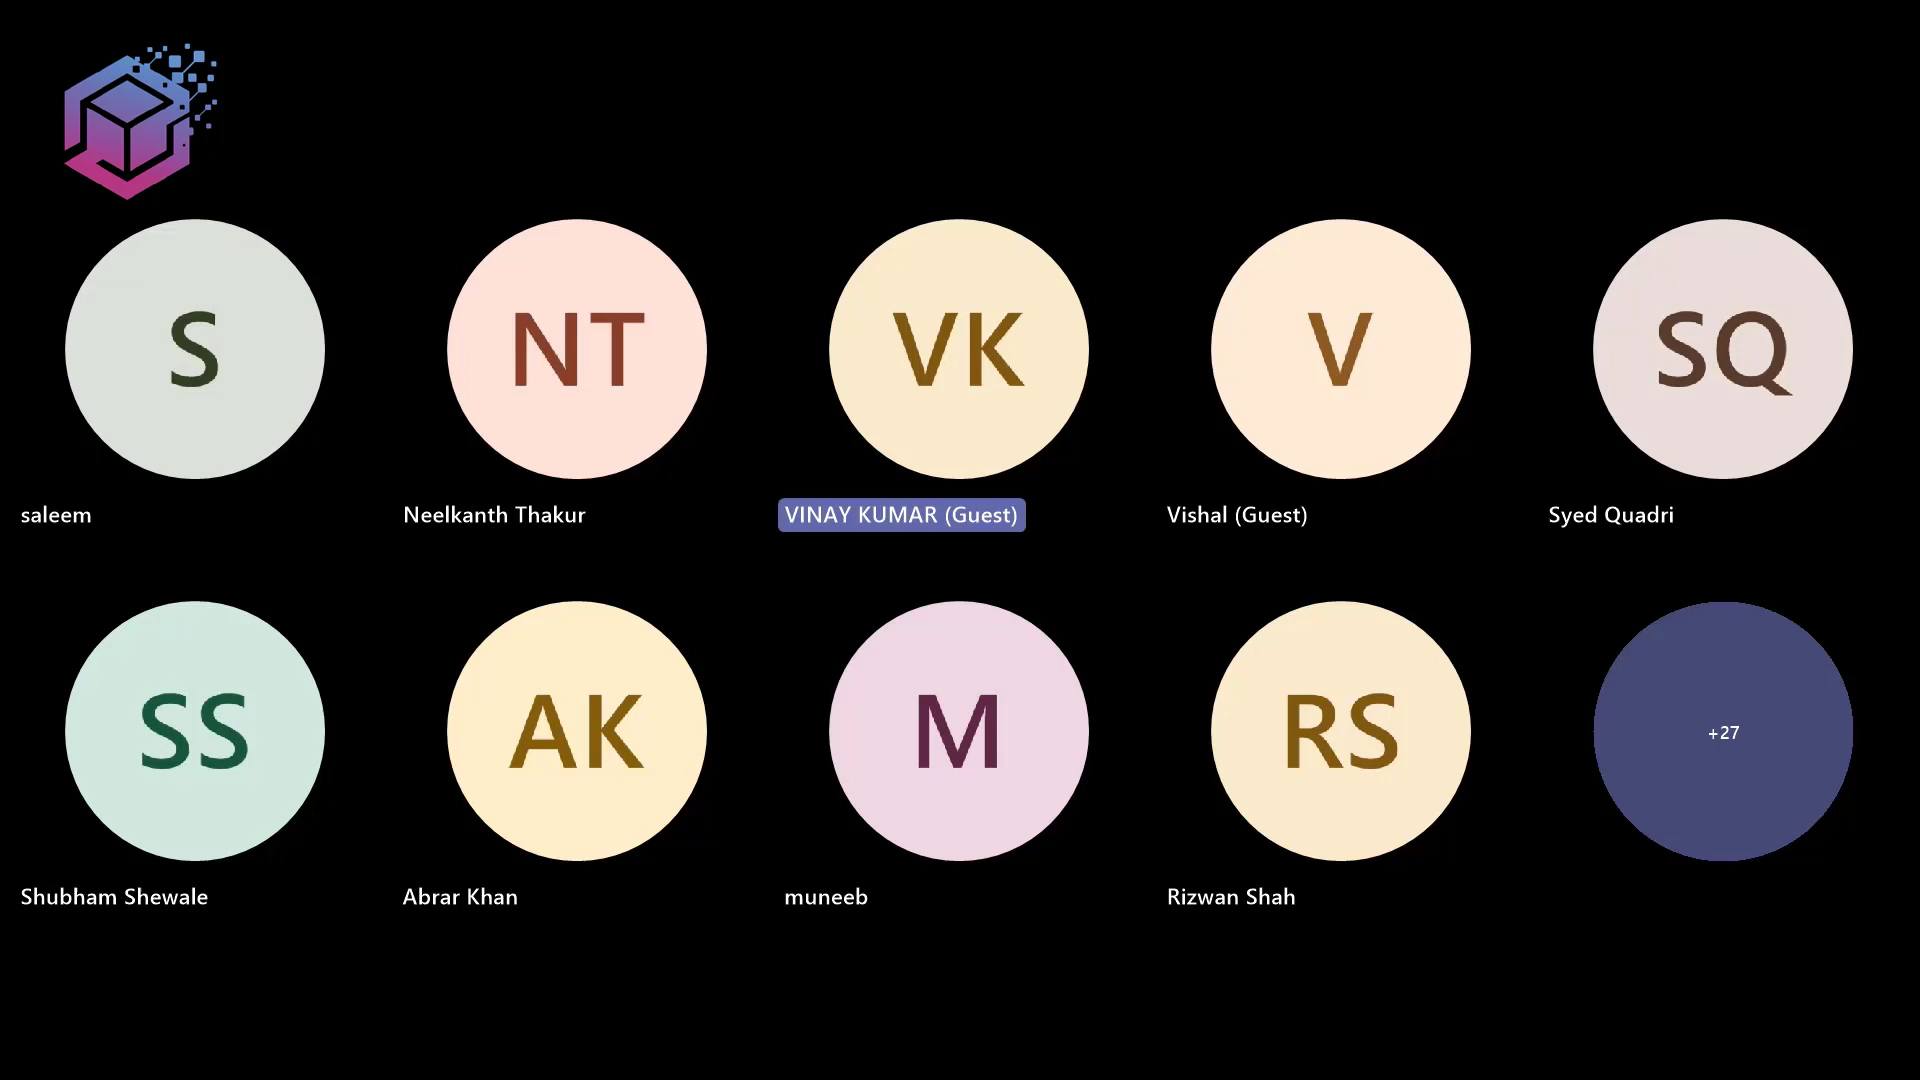 S
NT
VK
V
SQ
saleem
Neelkanth Thakur
VINAY KUMAR (Guest)
Vishal (Guest)
Syed Quadri
SS
AK
M
RS
+27
Shubham Shewale
Abrar Khan
muneeb
Rizwan Shah